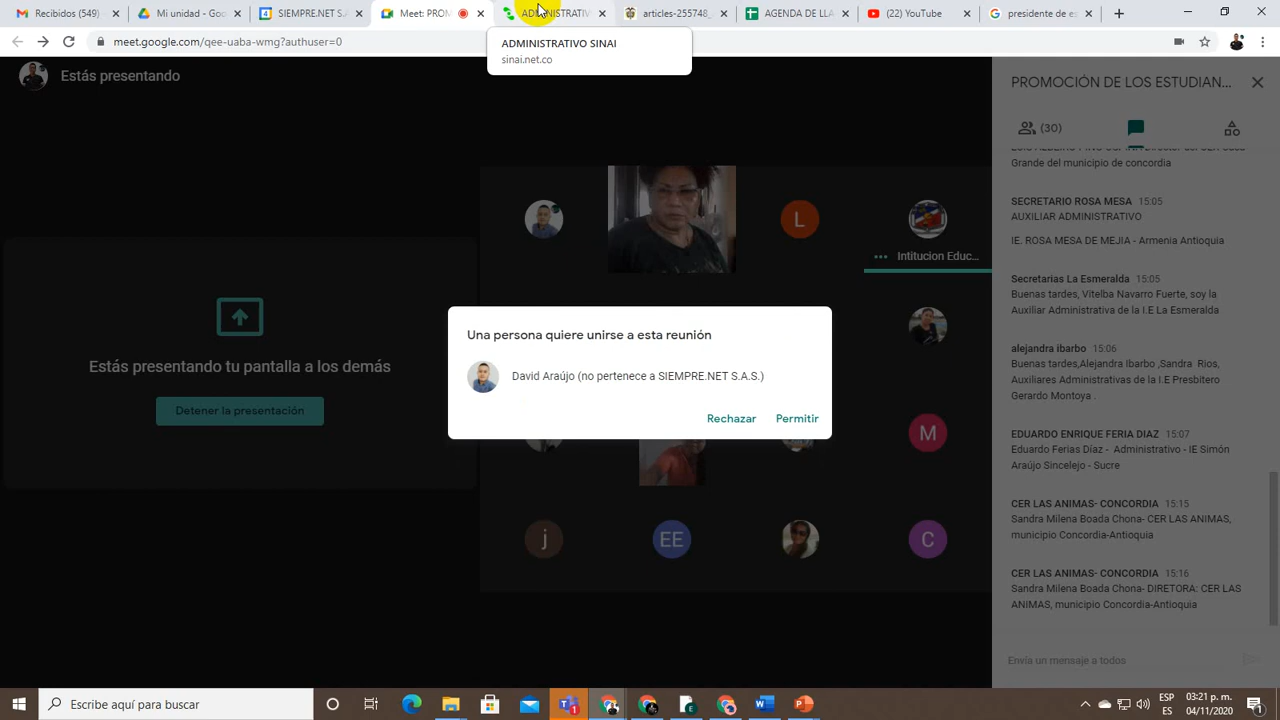 Recibidos (549)
Mi unidad - Goo
SIEMPRE.NET S.A
Meet: PROM
ADMINISTRATIV
articles-255748_
AGENDA DE LLA
(22) YouTube
presidente de es
meet.google.com/qee-uaba-wmg?authuser=0
ADMINISTRATIVO SINAI
sinai.net.co
Estás presentando
PROMOCIÓN DE LOS ESTUDIAN...
(30)
Grande del municipio de concordia
SECRETARIO ROSA MESA 15:05
AUXILIAR ADMINISTRATIVO
IE. ROSA MESA DE MEJIA - Armenia Antioquia
L
Intitucion Educ...
Secretarias La Esmeralda 15:05
Buenas tardes, Vitelba Navarro Fuerte, soy la
Auxiliar Administrativa de la I.E La Esmeralda
Estás presentando tu pantalla a los demás
Detener la presentación
Una persona quiere unirse a esta reunión
David Araújo (no pertenece a SIEMPRE.NET S.A.S.)
Rechazar Permitir
alejandra ibarbo 15:06
Buenas tardes,Alejandra Ibarbo ,Sandra Rios,
Auxiliares Administrativas de la I.E Presbitero
Gerardo Montoya .
M
EDUARDO ENRIQUE FERIA DIAZ 15:07
Eduardo Ferias Díaz - Administrativo - IE Simón
Araújo Sincelejo - Sucre
CER LAS ANIMAS- CONCORDIA 15:15
Sandra Milena Boada Chona- CER LAS ANIMAS,
municipio Concordia-Antioquia
j
EE
C
CER LAS ANIMAS- CONCORDIA 15:16
Sandra Milena Boada Chona- DIRETORA: CER LAS
ANIMAS, municipio Concordia-Antioquia
Envía un mensaje a todos
Escribe aquí para buscar
ESP 03:21 p. m.
ES 04/11/2020